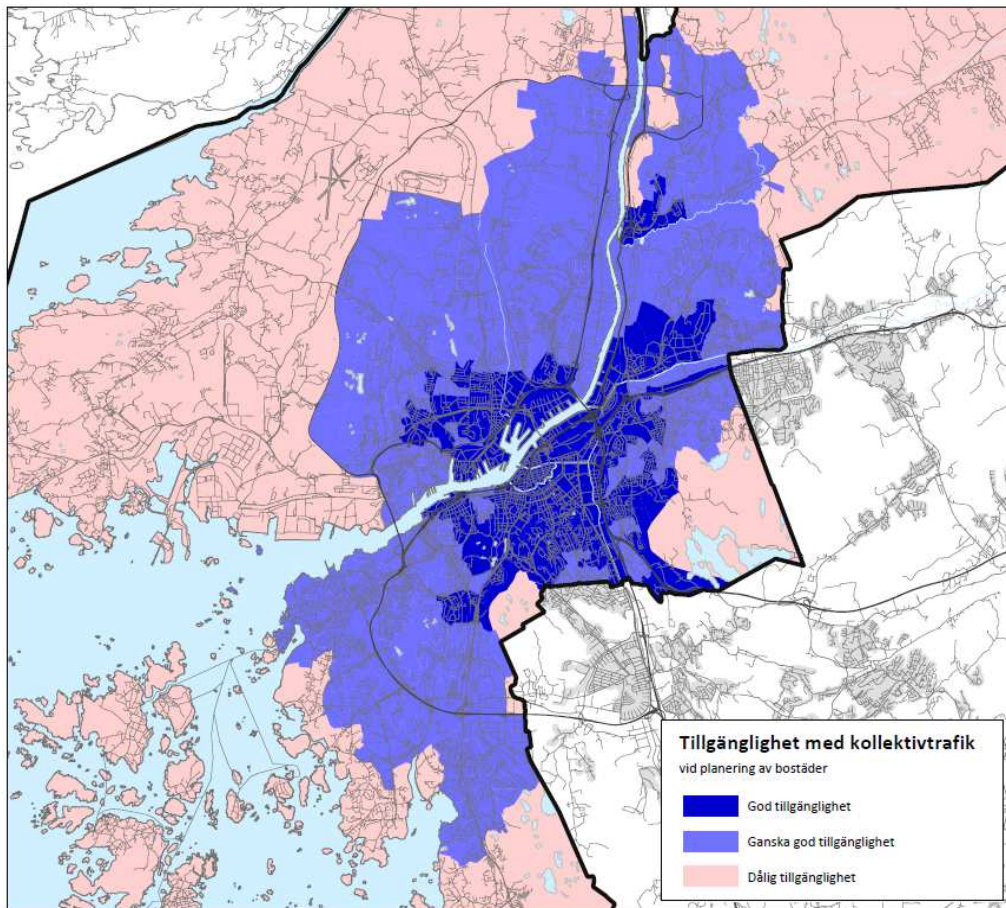 Tillgänglighet med kollektivtrafik
vid planering av bostäder
God tillgänglighet
Ganska god tillgänglighet
Dålig tillgänglighet